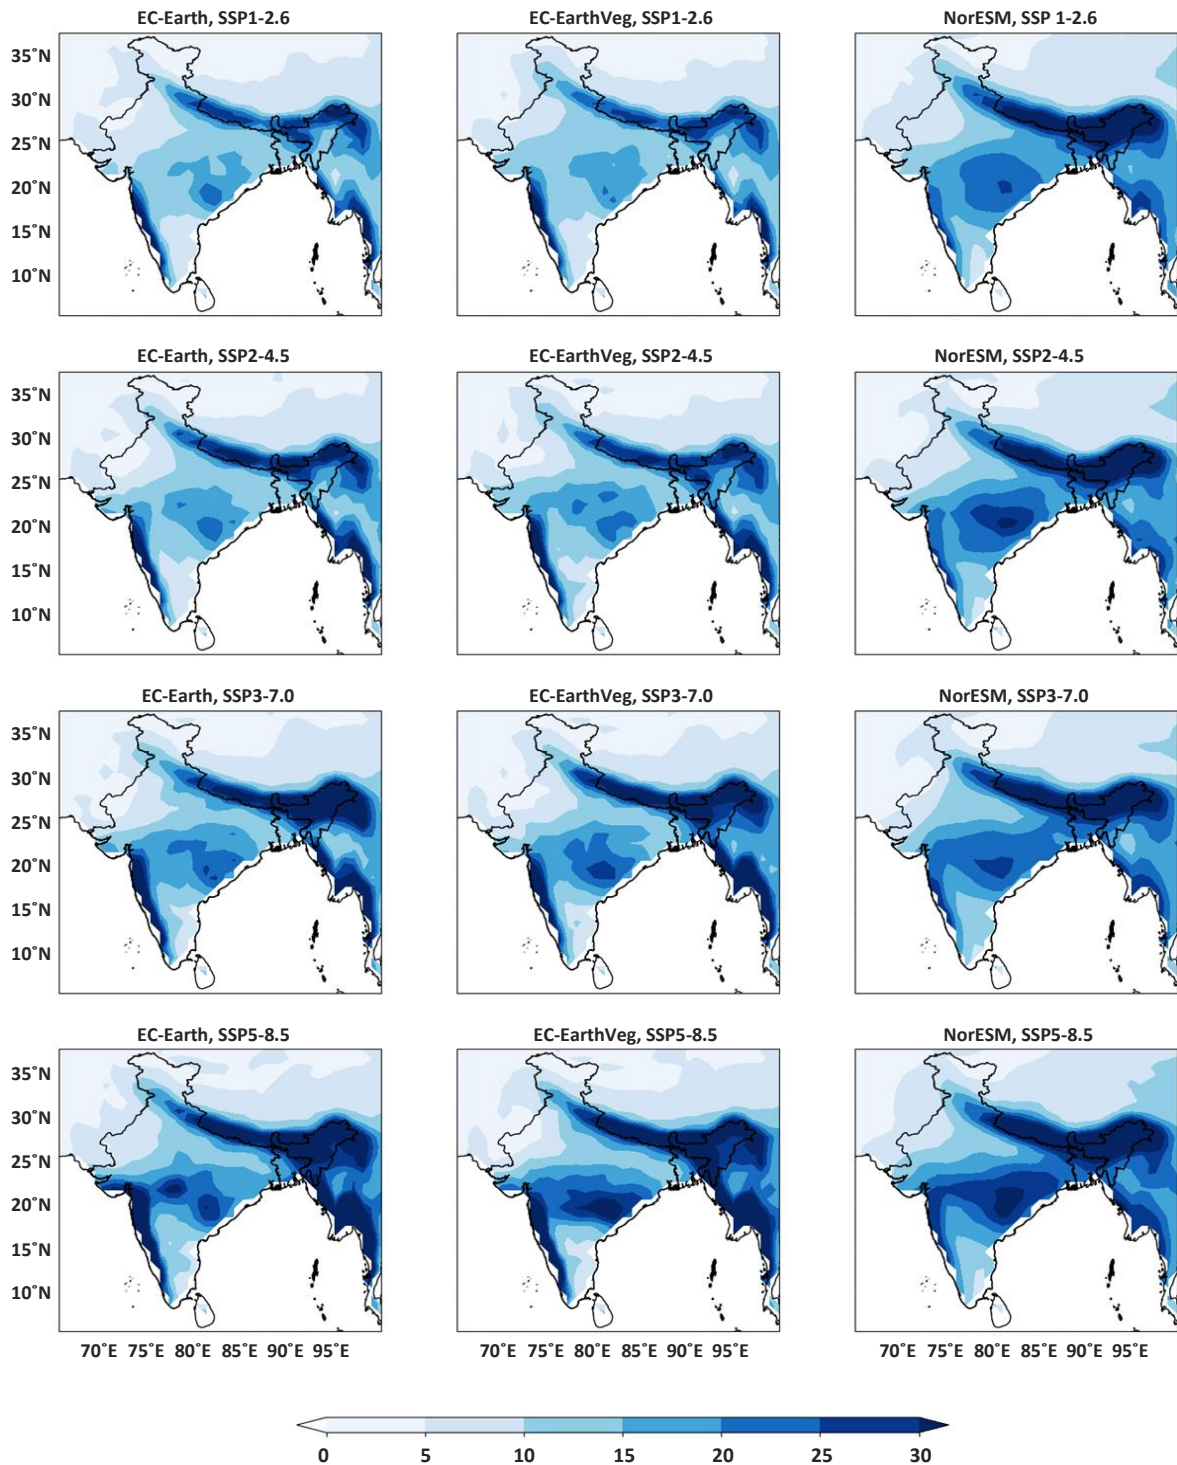 EC-Earth, SSP1-2.6 EC-EarthVeg, SSP1-2.6 NorESM, SSP 1-2.6
35°N
30°N
25°N
20°N
15°N
10°N
EC-Earth, SSP2-4.5 EC-EarthVeg, SSP2-4.5 NorESM, SSP2-4.5
35°N
30°N
25°N
20°N
15°N
10°N
EC-Earth, SSP3-7.0 EC-EarthVeg, SSP3-7.0 NorESM, SSP3-7.0
35°N
30°N
25°N
20°N
15°N
10°N
EC-Earth, SSP5-8.5 EC-EarthVeg, SSP5-8.5 NorESM, SSP5-8.5
35°N
30°N
25°N
20°N
15°N
10°N
70°E 75°E 80°E 85°E 90°E 95°E 70°E 75°E 80°E 85°E 90°E 95°E 70°E 75°E 80°E 85°E 90°E 95°E
0 5 10 15 20 25 30